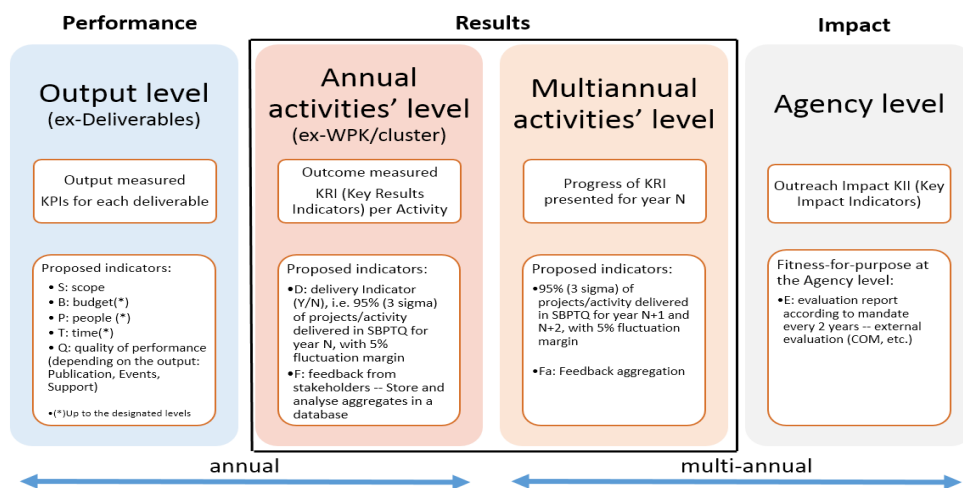 Performance
Results
Impact
Output level
(ex-Deliverables)
Output measured
KPIs for each deliverable
Proposed indicators:
• S: scope
• B: budget(*)
• P: people (*)
• T: time(*)
• Q: quality of performance
(depending on the output:
Publication, Events,
Support)
•(*)Up to the designated levels
Annual
activities’ level
(ex-WPK/cluster)
Outcome measured
KRI (Key Results
Indicators) per Activity
Proposed indicators:
•D: delivery Indicator
(Y/N), i.e. 95% (3 sigma)
of projects/activity
delivered in SBPTQ for
year N, with 5%
fluctuation margin
•F: feedback from
stakeholders -- Store and
analyse aggregates in a
database
Multiannual
activities’ level
Progress of KRI
presented for year N
Proposed indicators:
•95% (3 sigma) of
projects/activity delivered
in SBPTQ for year N+1 and
N+2, with 5% fluctuation
margin
•Fa: Feedback aggregation
Agency level
Outreach Impact KII (Key
Impact Indicators)
Fitness-for-purpose at
the Agency level:
•E: evaluation report
according to mandate
every 2 years -- external
evaluation (COM, etc.)
annual
multi-annual